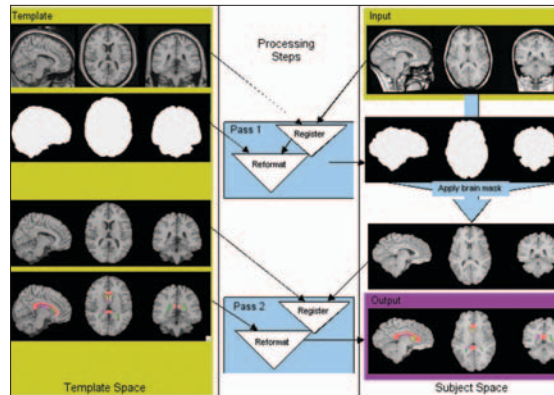 Template
Processing
Steps
Input
Pass 1
Register
Reformat
Apply brain mask
Pass 2
Register
Reformat
Output
Template Space
Subject Space